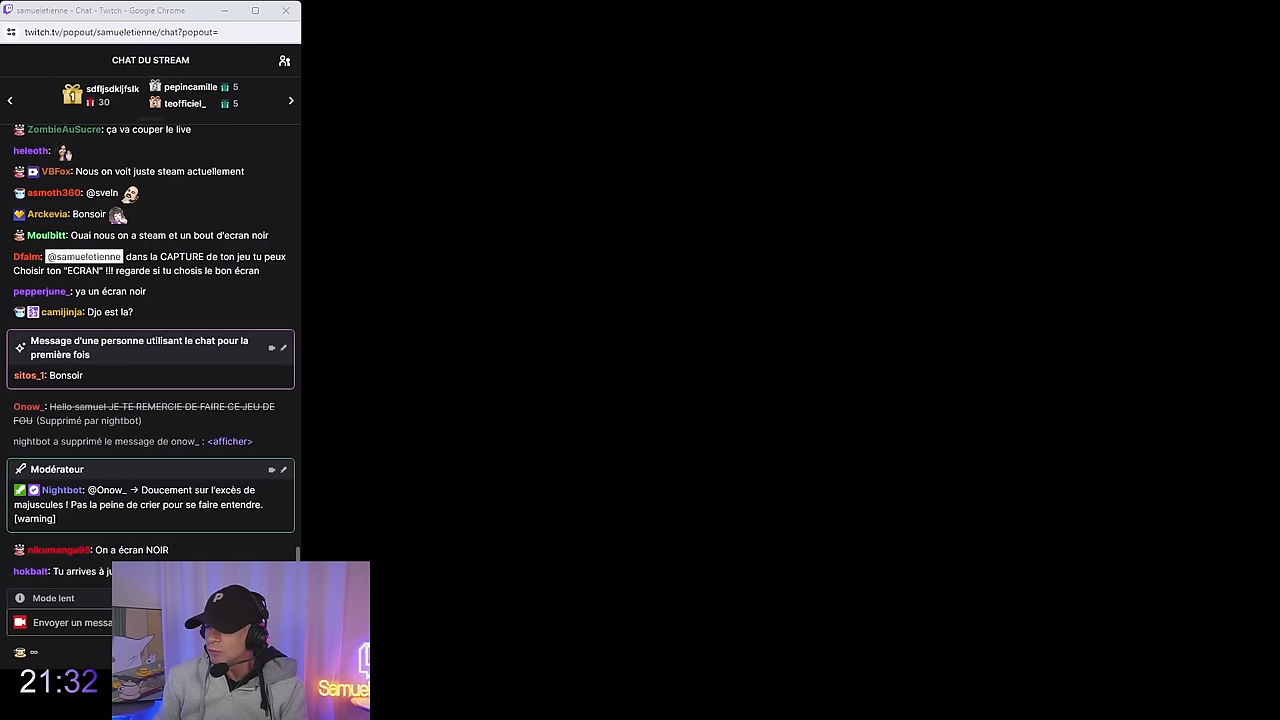 samueletienne - Chat - Twitch - Google Chrome
twitch.tv/popout/samueletienne/chat?popout=
CHAT DU STREAM
1 sdfljsdkljfslk
30
2 pepincamille 5
3 teofficiel_ 5
ZombieAuSucre: ça va couper le live
heleoth:
VBFox: Nous on voit juste steam actuellement
asmoth360: @sveln
Arckevia: Bonsoir
Moulbitt: Ouai nous on a steam et un bout d'ecran noir
Dfalm: @samueletienne dans la CAPTURE de ton jeu tu peux
Choisir ton "ECRAN" !!! regarde si tu chosis le bon écran
pepperjune_: ya un écran noir
camijinja: Djo est la?
Message d'une personne utilisant le chat pour la
première fois
sitos_1: Bonsoir
Onow_: Hello samuel JE TE REMERCIE DE FAIRE CE JEU DE
FOU (Supprimé par nightbot)
nightbot a supprimé le message de onow_ : <afficher>
Modérateur
Nightbot: @Onow_ → Doucement sur l'excès de
majuscules ! Pas la peine de crier pour se faire entendre.
[warning]
nikumanga95: On a écran NOIR
hokbalt: Tu arrives à ju
Mode lent
Envoyer un messa
∞
21:32
P
Samuel